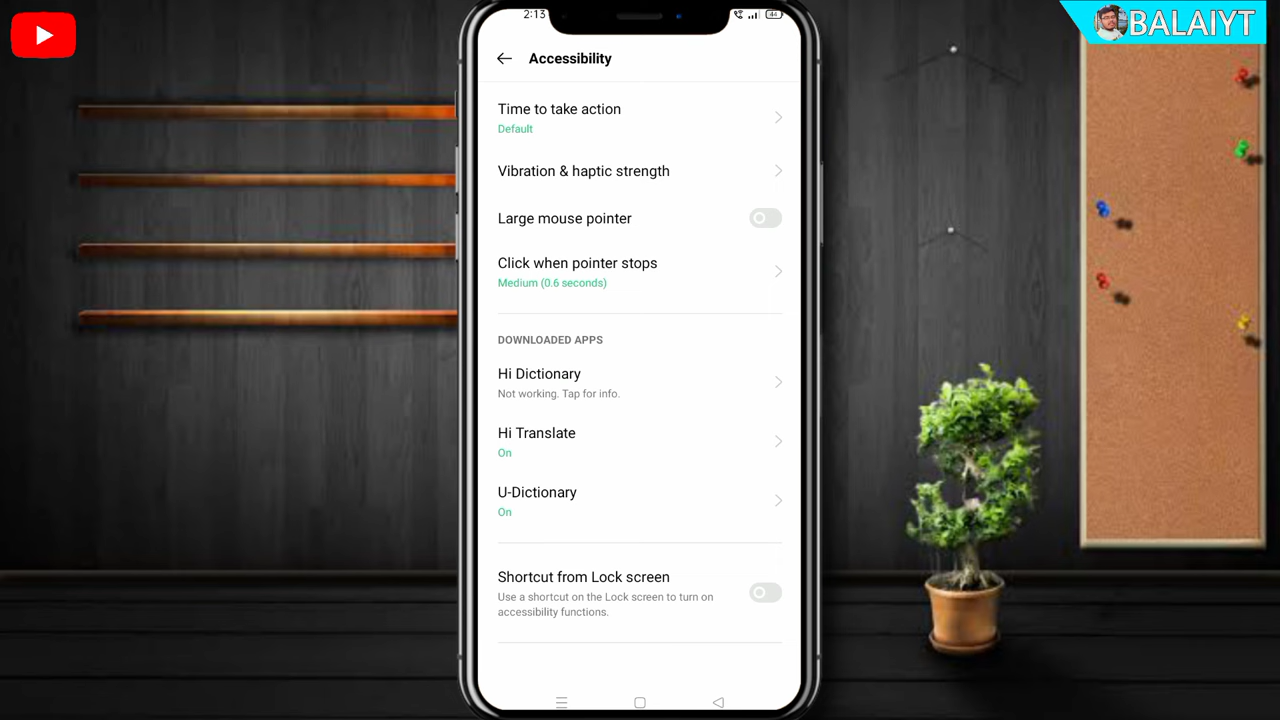 BALAIYT
2:13
44
Accessibility
Time to take action
Default
Vibration & haptic strength
Large mouse pointer
Click when pointer stops
Medium (0.6 seconds)
DOWNLOADED APPS
Hi Dictionary
Not working. Tap for info.
Hi Translate
On
U-Dictionary
On
Shortcut from Lock screen
Use a shortcut on the Lock screen to turn on
accessibility functions.